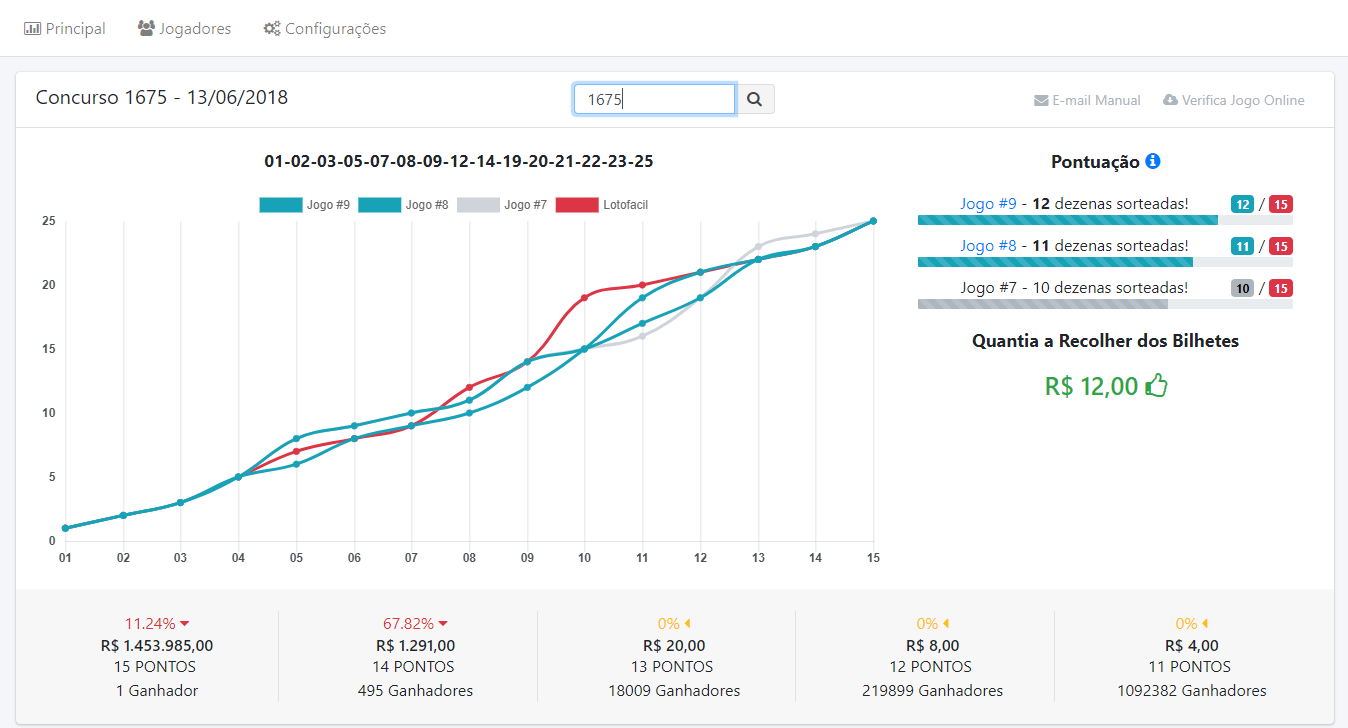 Principal Jogadores Configurações
Concurso 1675 - 13/06/2018
1675
E-mail Manual Verifica Jogo Online
01-02-03-05-07-08-09-12-14-19-20-21-22-23-25
Jogo #9 Jogo #8 Jogo #7 Lotofacil
25
20
15
10
5
0
01 02 03 04 05 06 07 08 09 10 11 12 13 14 15
Pontuação
Jogo #9 - 12 dezenas sorteadas! 12 / 15
Jogo #8 - 11 dezenas sorteadas! 11 / 15
Jogo #7 - 10 dezenas sorteadas! 10 / 15
Quantia a Recolher dos Bilhetes
R$ 12,00
11.24%
R$ 1.453.985,00
15 PONTOS
1 Ganhador
67.82%
R$ 1.291,00
14 PONTOS
495 Ganhadores
0%
R$ 20,00
13 PONTOS
18009 Ganhadores
0%
R$ 8,00
12 PONTOS
219899 Ganhadores
0%
R$ 4,00
11 PONTOS
1092382 Ganhadores